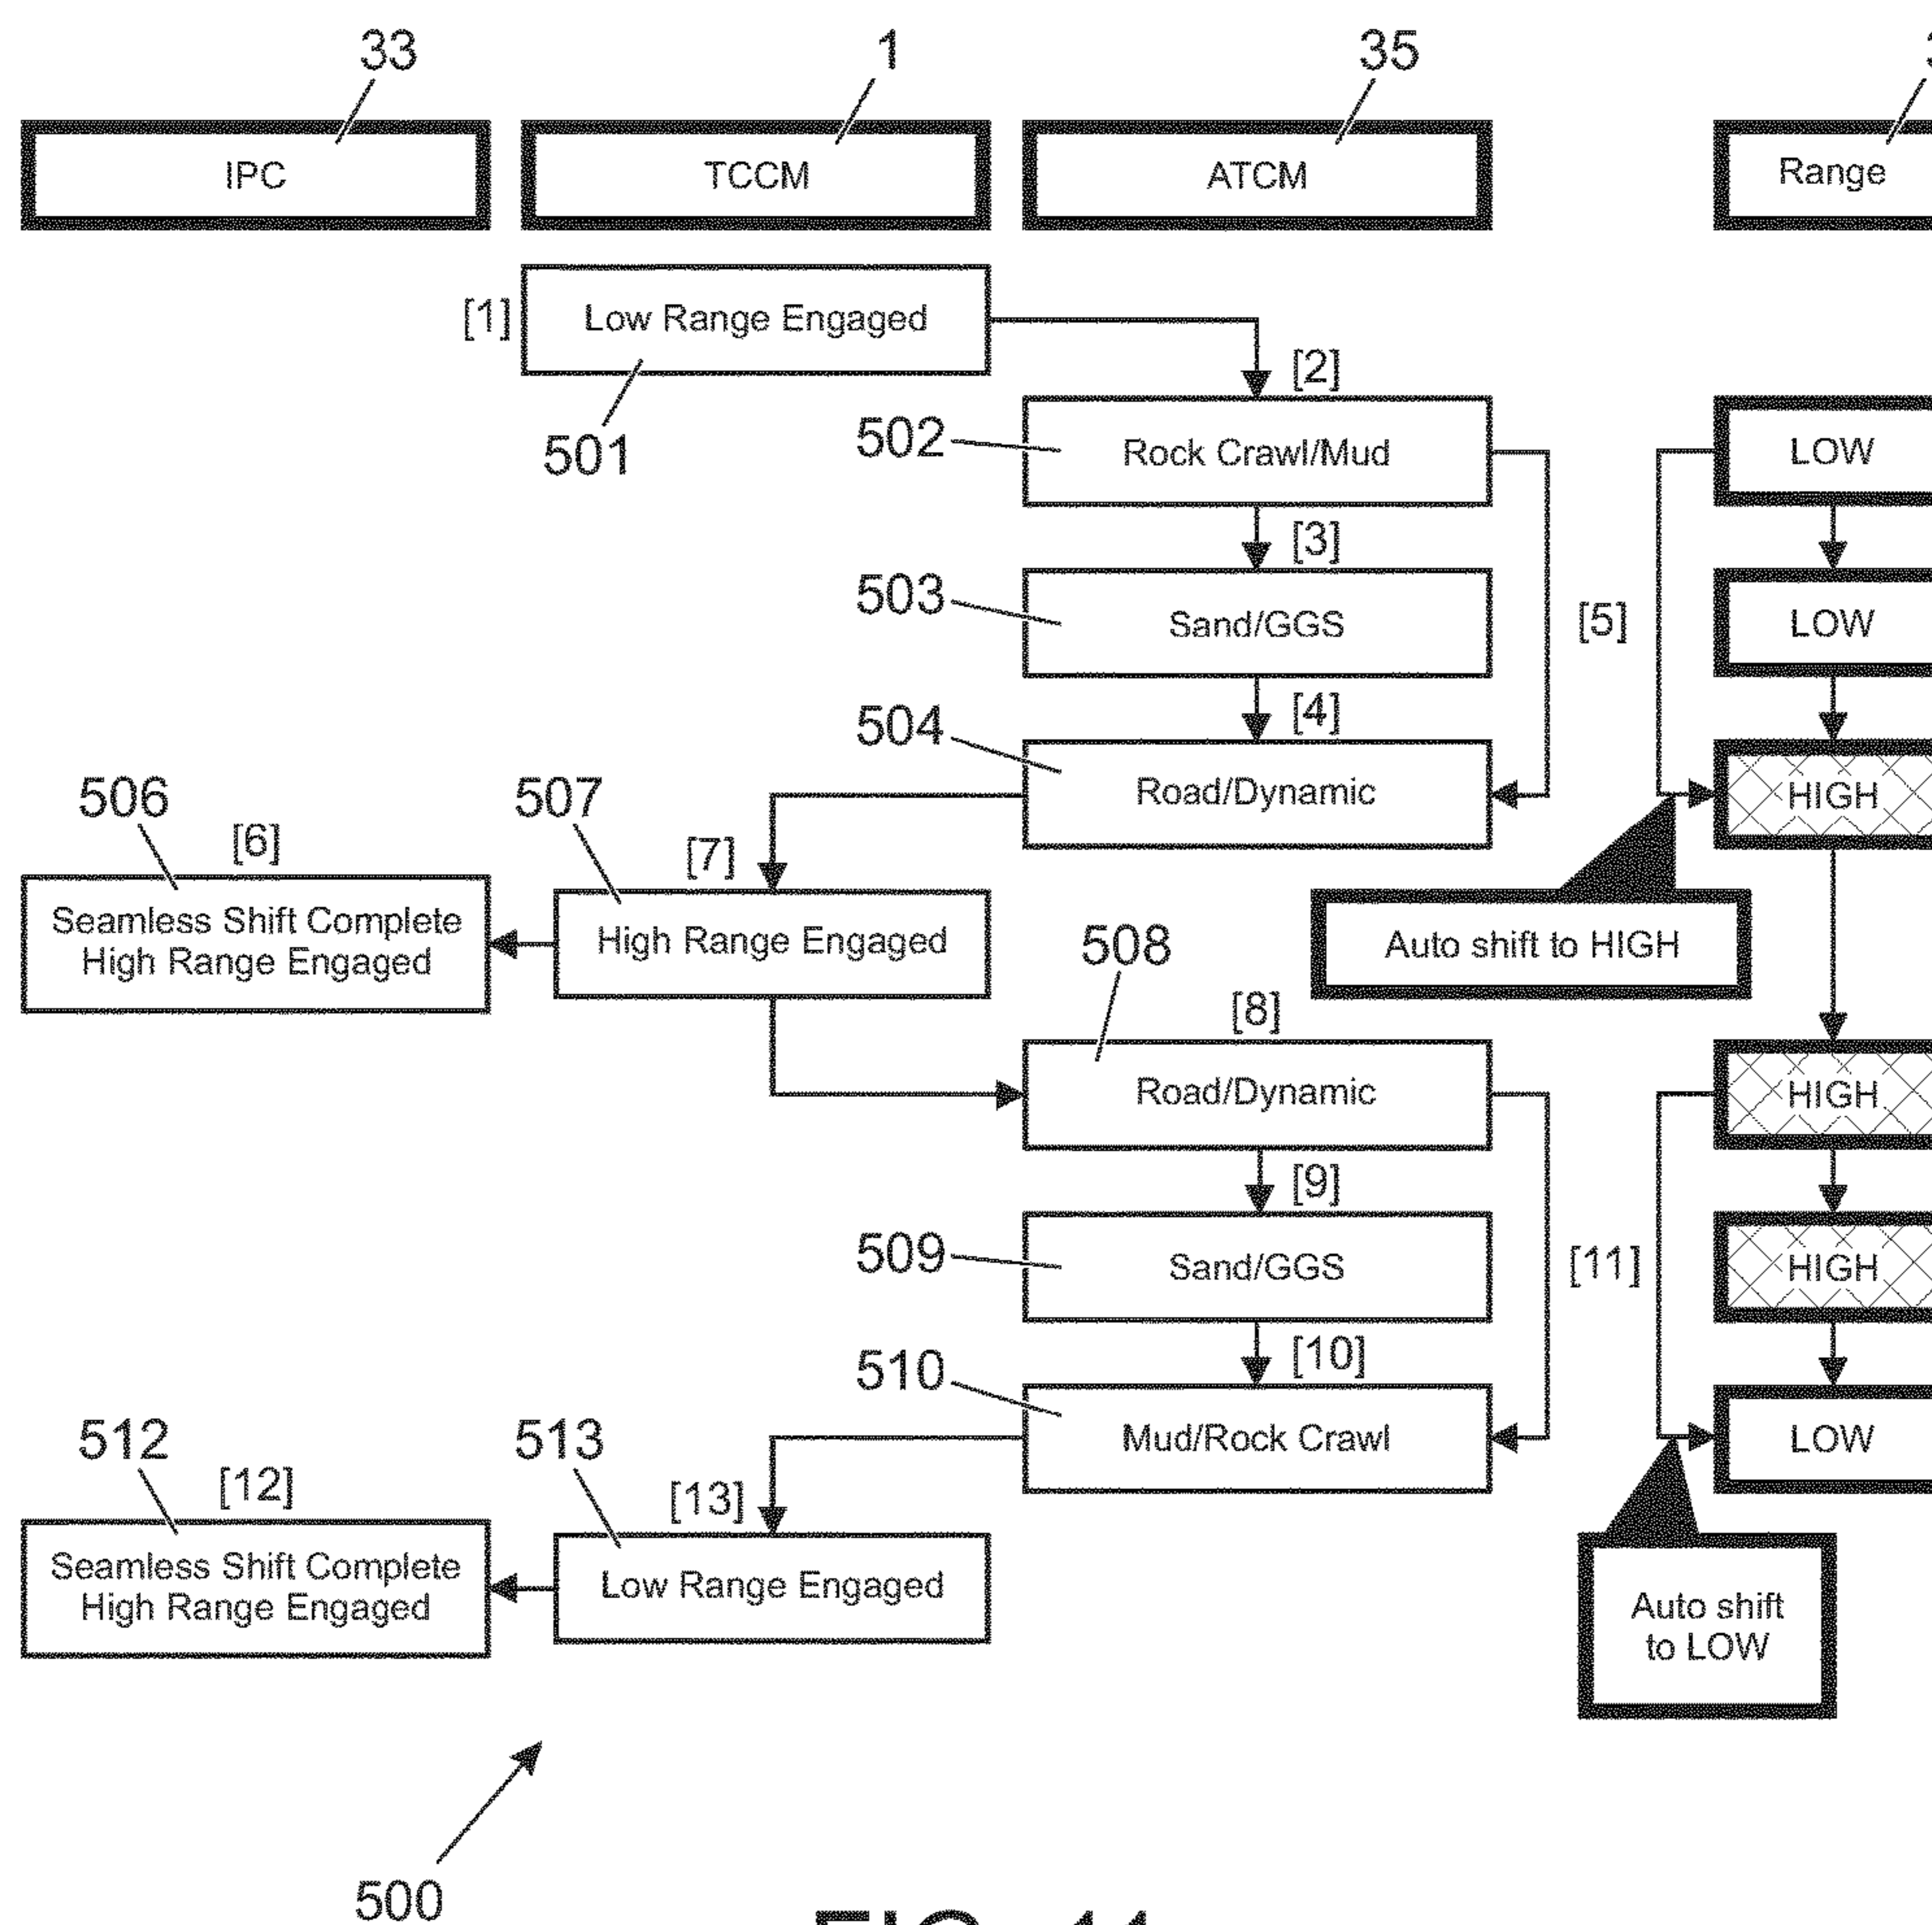 33
1
35
IPC
TCCM
ATCM
Range
[1]
Low Range Engaged
501
[2]
502
Rock Crawl/Mud
LOW
[3]
503
Sand/GGS
[5]
LOW
[4]
504
Road/Dynamic
HIGH
506
[6]
507
[7]
Seamless Shift Complete
High Range Engaged
High Range Engaged
Auto shift to HIGH
508
[8]
Road/Dynamic
HIGH
[9]
509
Sand/GGS
[11]
HIGH
[10]
510
Mud/Rock Crawl
LOW
512
[12]
513
[13]
Seamless Shift Complete
High Range Engaged
Low Range Engaged
Auto shift
to LOW
500